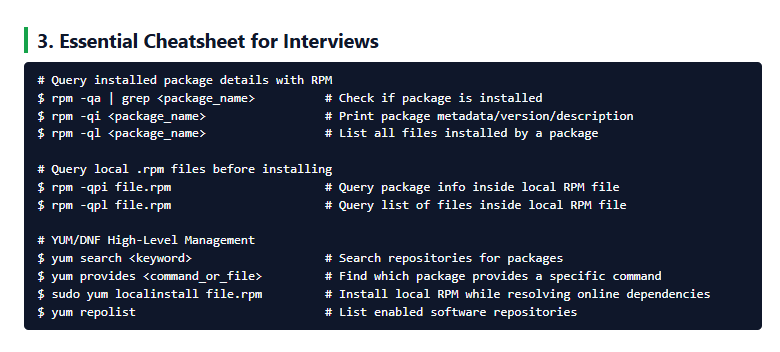 3. Essential Cheatsheet for Interviews
# Query installed package details with RPM
$ rpm -qa | grep <package_name>          # Check if package is installed
$ rpm -qi <package_name>                 # Print package metadata/version/description
$ rpm -ql <package_name>                 # List all files installed by a package

# Query local .rpm files before installing
$ rpm -qpi file.rpm                      # Query package info inside local RPM file
$ rpm -qpl file.rpm                      # Query list of files inside local RPM file

# YUM/DNF High-Level Management
$ yum search <keyword>                   # Search repositories for packages
$ yum provides <command_or_file>         # Find which package provides a specific command
$ sudo yum localinstall file.rpm         # Install local RPM while resolving online dependencies
$ yum repolist                           # List enabled software repositories